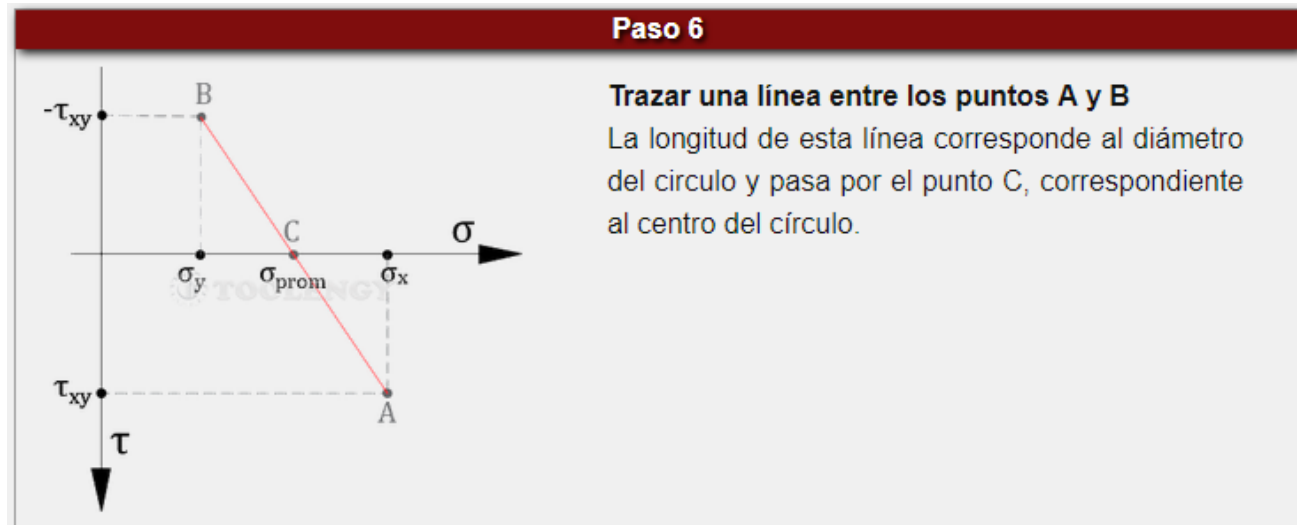 Paso 6
B
-τxy
Trazar una línea entre los puntos A y B
La longitud de esta línea corresponde al diámetro
del circulo y pasa por el punto C, correspondiente
al centro del círculo.
C
σ
σy
σprom
σx
TOOLENGY
τxy
A
τ